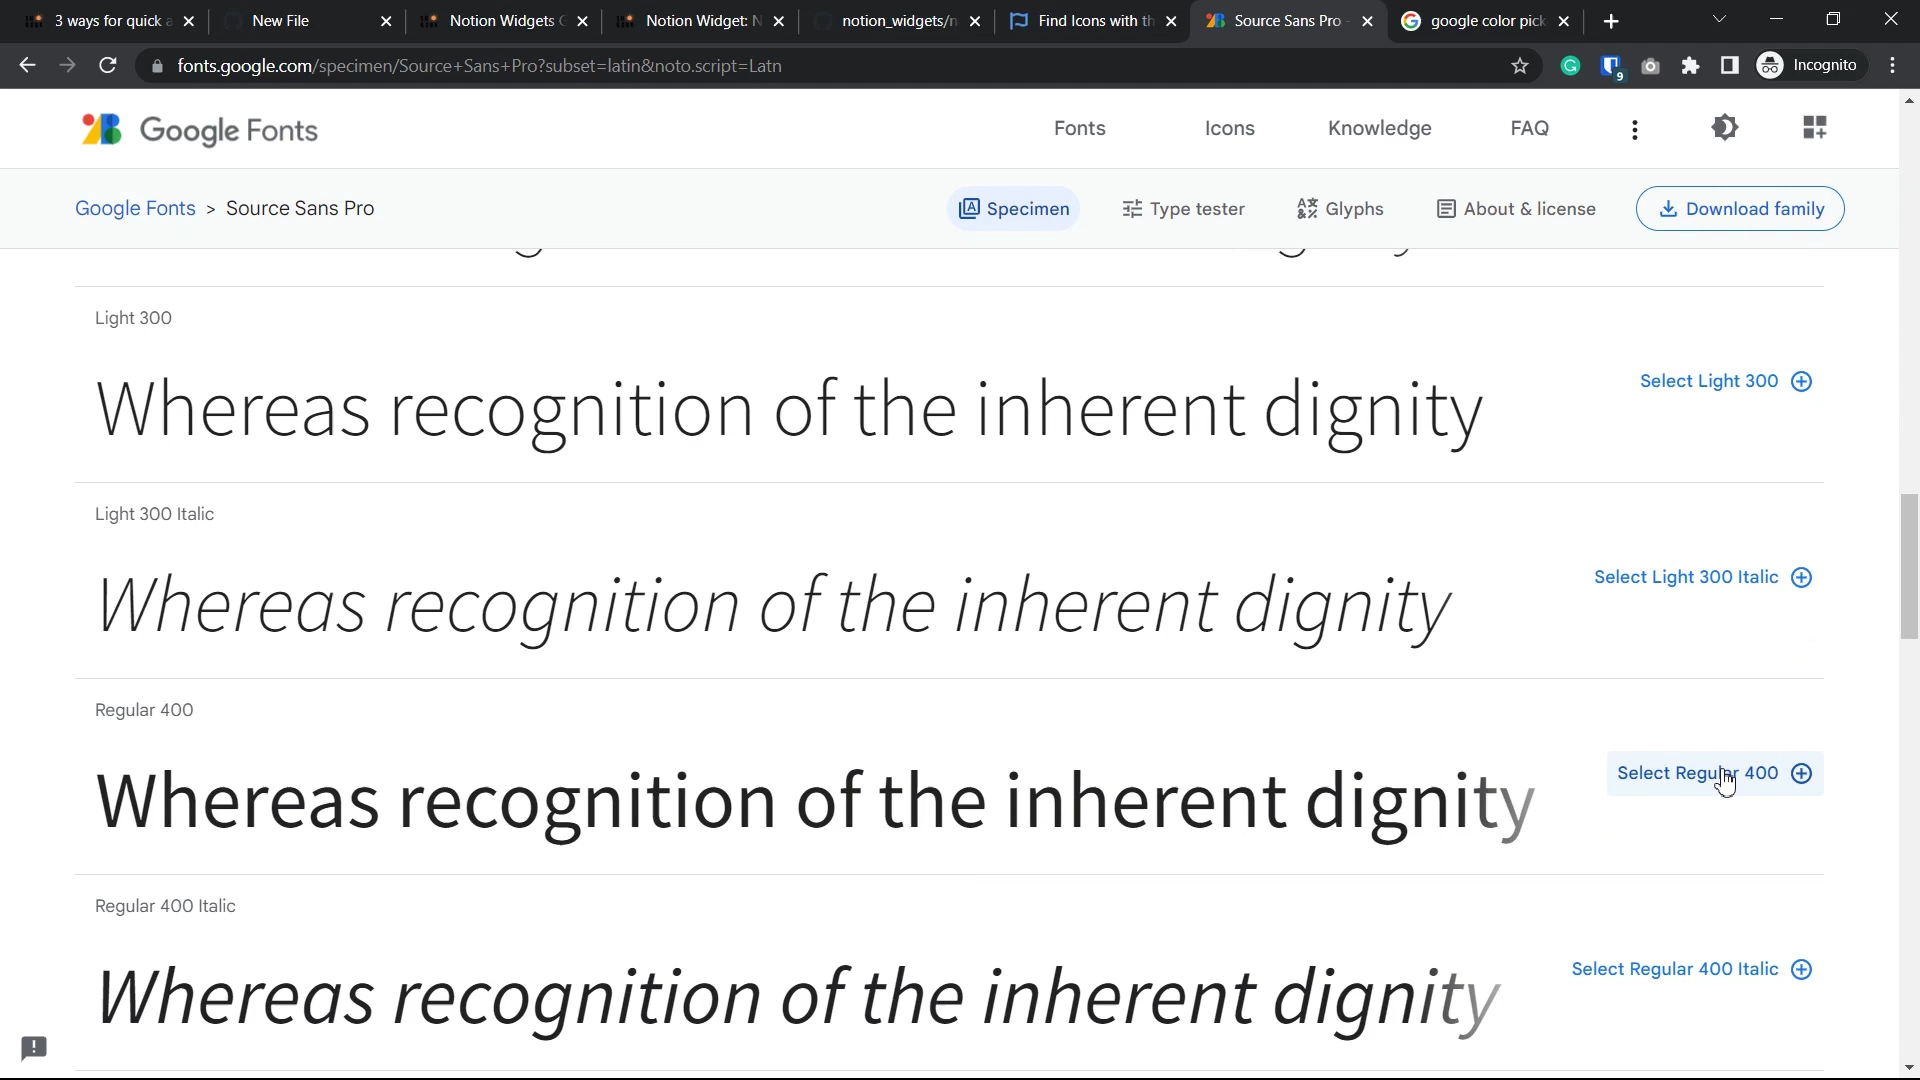 3 ways for quick a
New File
Notion Widgets G
Notion Widget: N
notion_widgets/n
Find Icons with th
Source Sans Pro -
google color pick
fonts.google.com/specimen/Source+Sans+Pro?subset=latin&noto.script=Latn
9
Incognito
Google Fonts
Fonts
Icons
Knowledge
FAQ
Google Fonts > Source Sans Pro
Specimen
Type tester
Glyphs
About & license
Download family
Light 300
Whereas recognition of the inherent dignity
Select Light 300
Light 300 Italic
Whereas recognition of the inherent dignity
Select Light 300 Italic
Regular 400
Whereas recognition of the inherent dignity
Select Regular 400
Regular 400 Italic
Whereas recognition of the inherent dignity
Select Regular 400 Italic